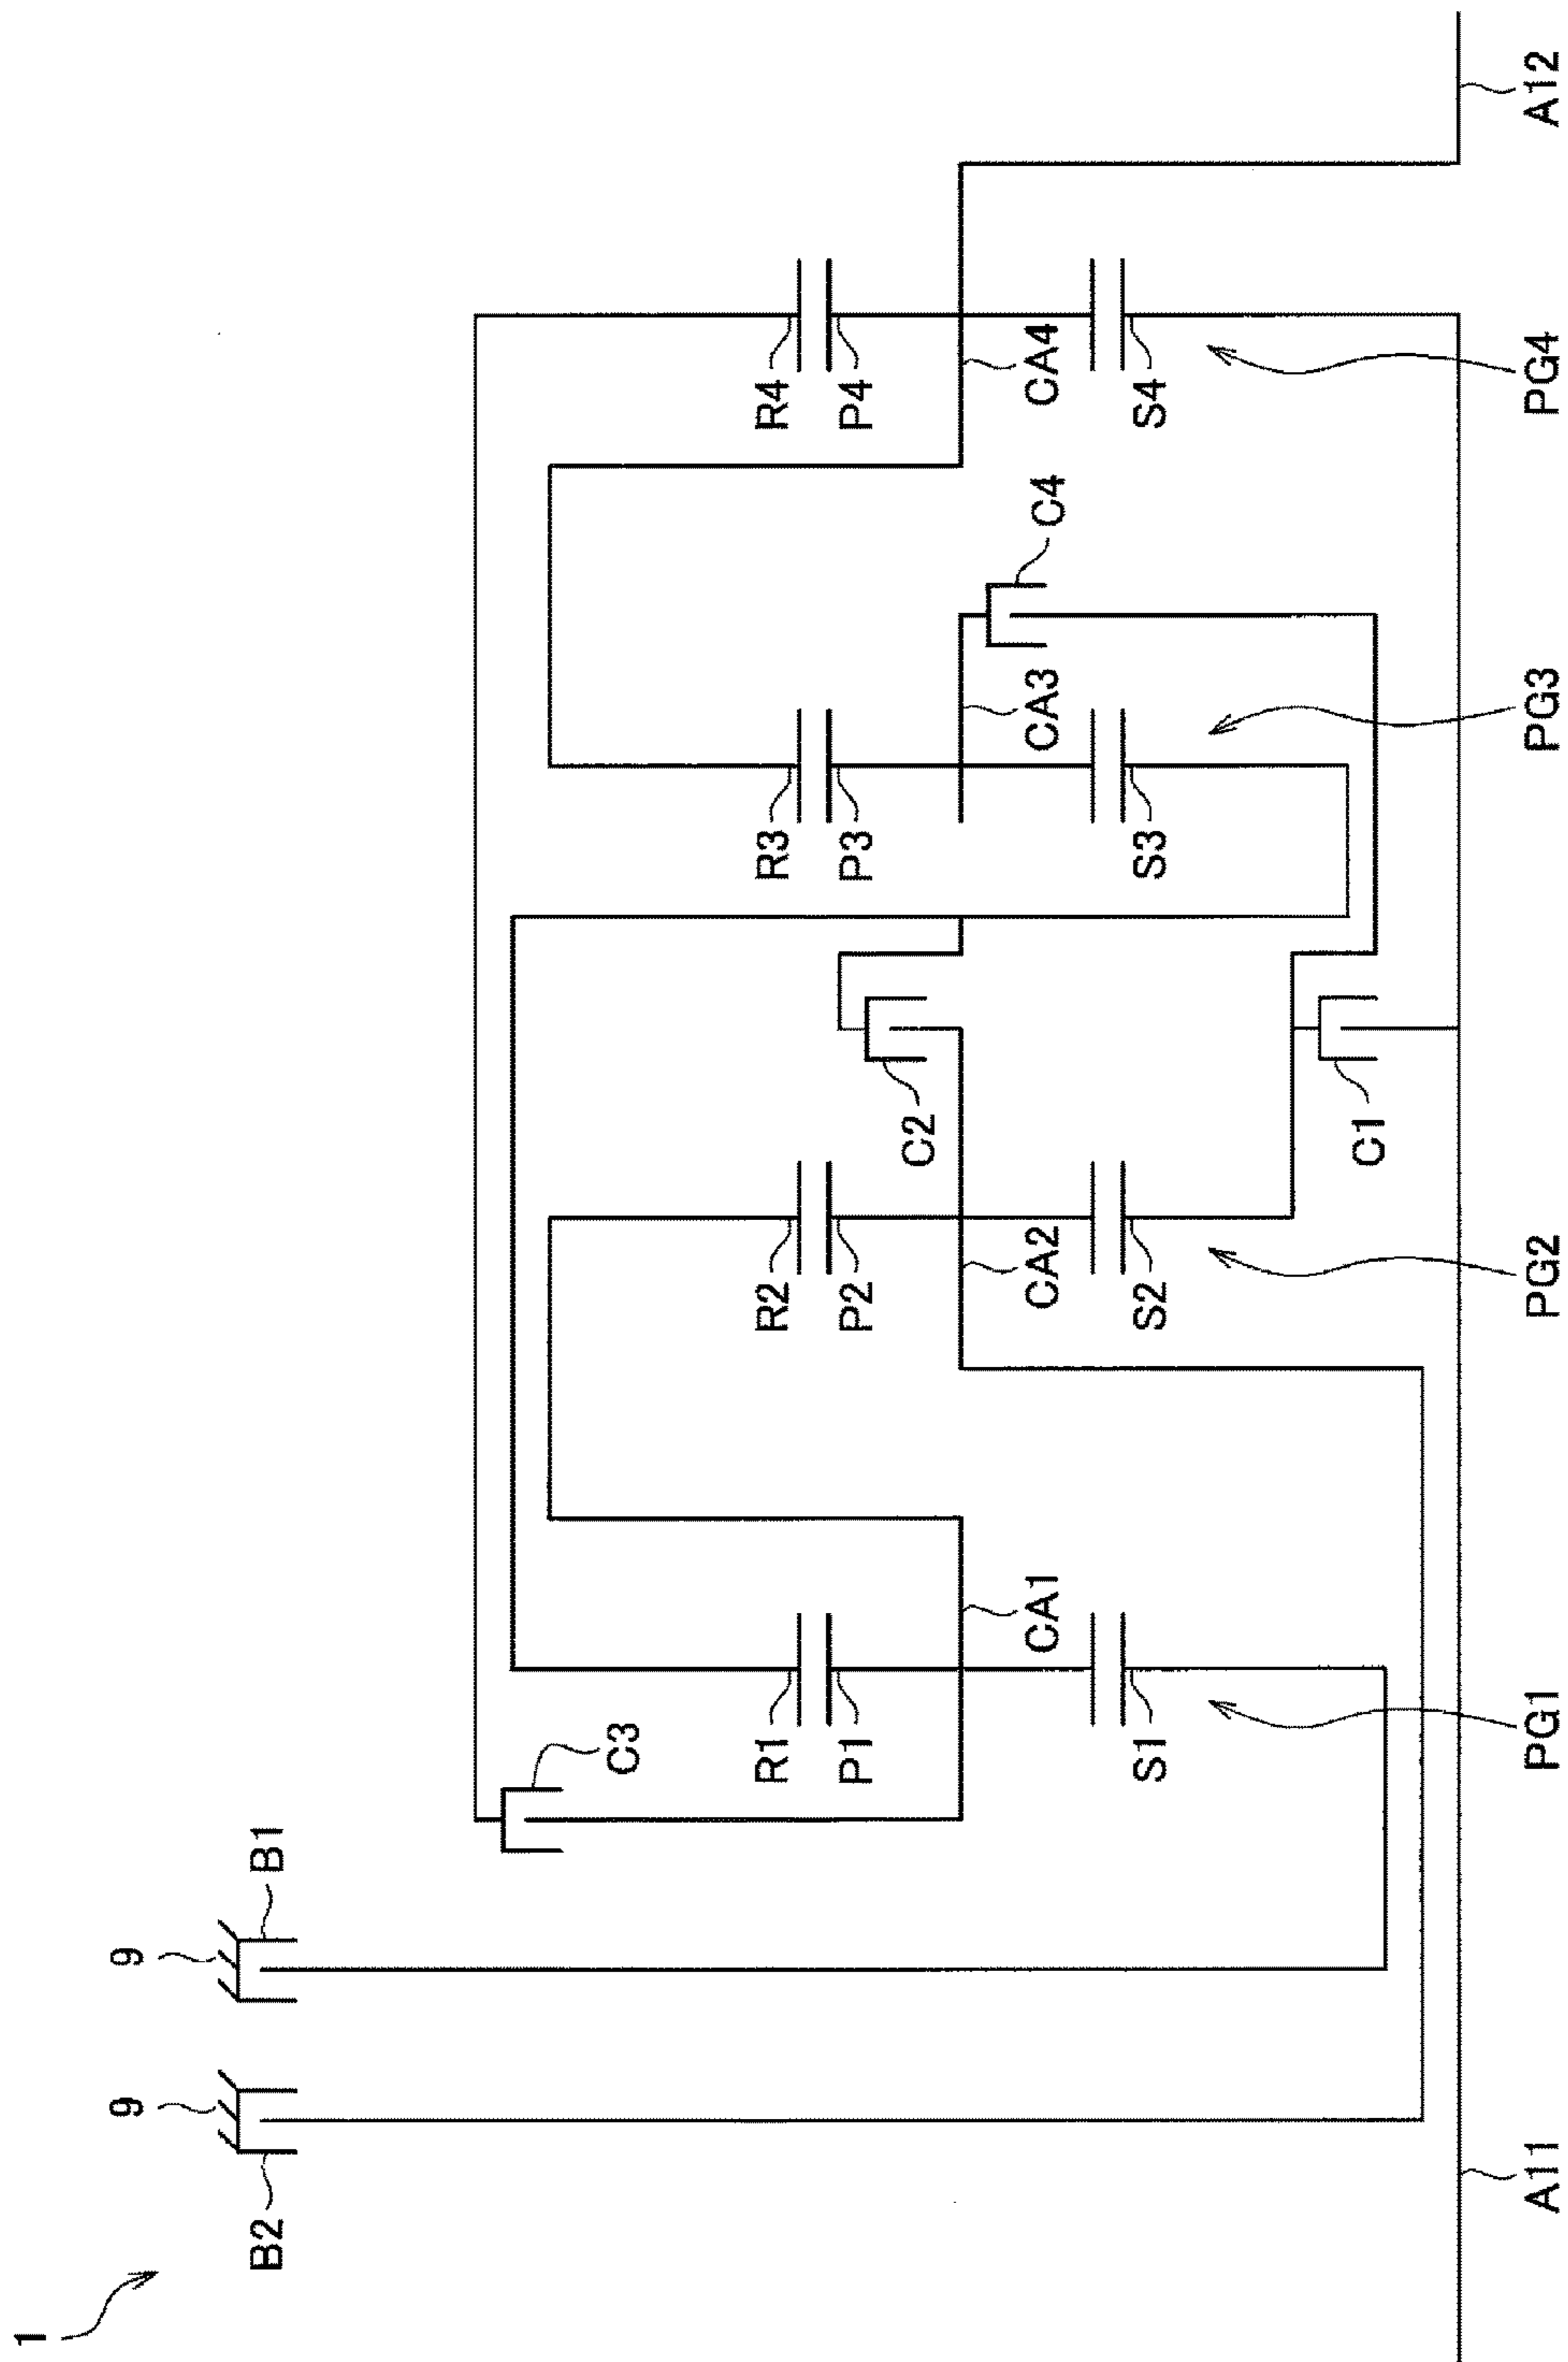 1
9 9
B2 B1
C3
R1 R2 R3 R4
P1 P2 P3 P4
C2
CA1 CA2 CA3 C4 CA4
S1 S2 S3 S4
C1
A11 PG1 PG2 PG3 PG4 A12